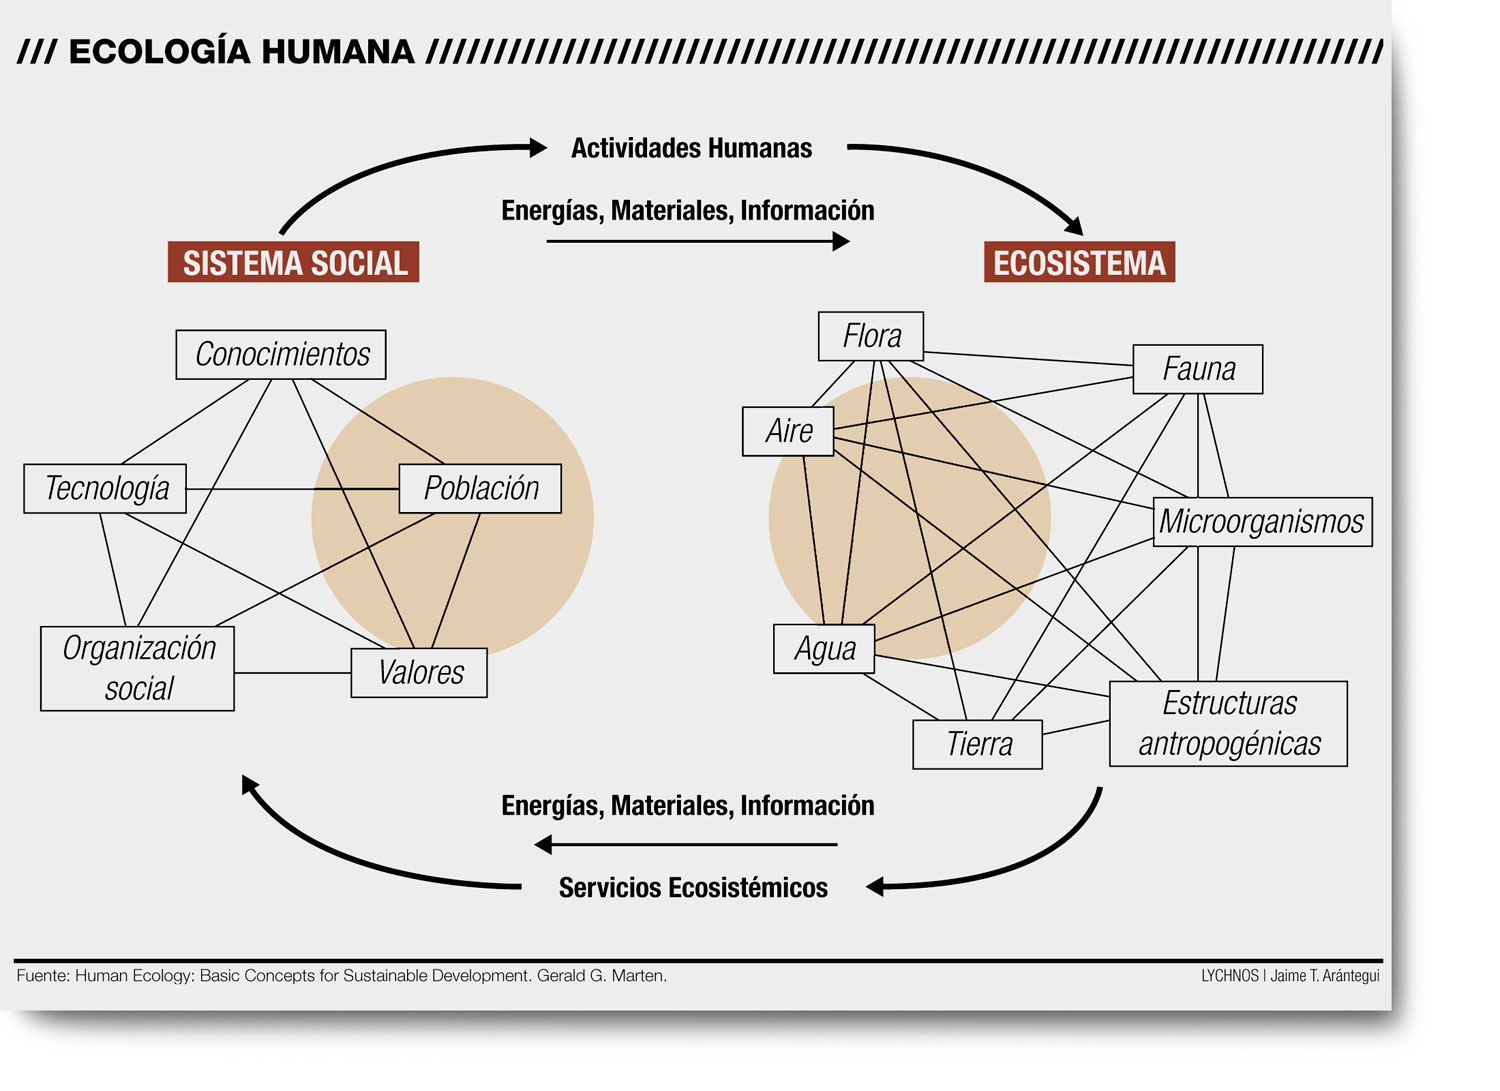 /// ECOLOGÍA HUMANA
Actividades Humanas
Energías, Materiales, Información
SISTEMA SOCIAL
ECOSISTEMA
Conocimientos
Tecnología
Población
Organización
social
Valores
Flora
Fauna
Aire
Microorganismos
Agua
Estructuras
antropogénicas
Tierra
Energías, Materiales, Información
Servicios Ecosistémicos
Fuente: Human Ecology: Basic Concepts for Sustainable Development. Gerald G. Marten.
LYCHNOS | Jaime T. Arántegui